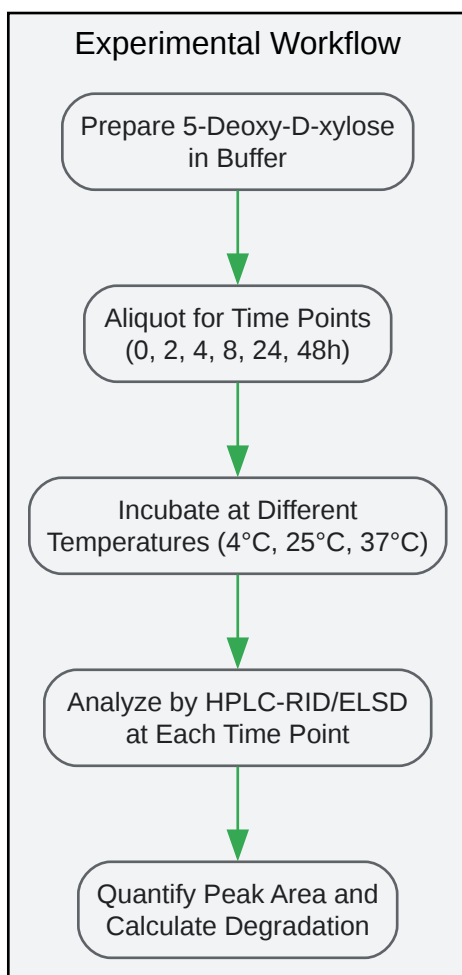 Experimental Workflow
Prepare 5-Deoxy-D-xylose
in Buffer
Aliquot for Time Points
(0, 2, 4, 8, 24, 48h)
Incubate at Different
Temperatures (4°C, 25°C, 37°C)
Analyze by HPLC-RID/ELSD
at Each Time Point
Quantify Peak Area and
Calculate Degradation